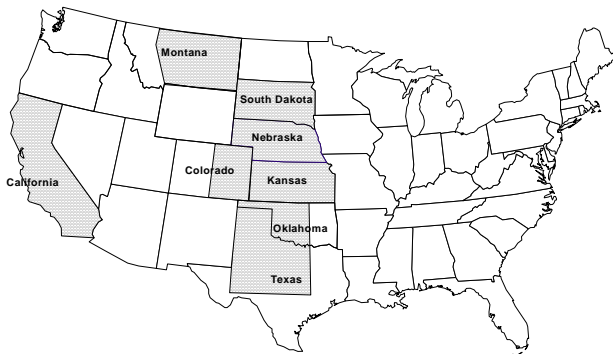 Montana
South Dakota
Nebraska
Colorado
Kansas
California
Oklahoma
Texas